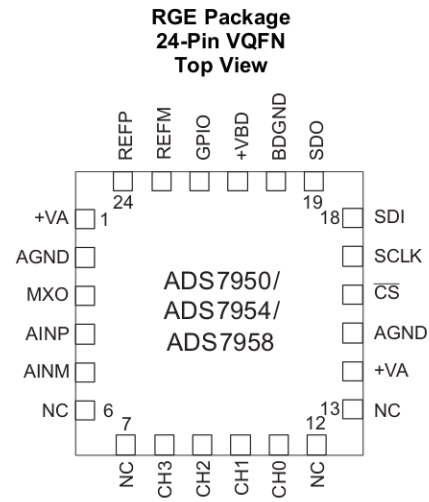 RGE Package
24-Pin VQFN
Top View
REFP
REFM
GPIO
+VBD
BDGND
SDO
24
19
+VA 1
18 SDI
AGND
SCLK
MXO
CS
AINP
AGND
AINM
+VA
NC 6
13 NC
ADS7950/
ADS7954/
ADS7958
7
12
NC
CH3
CH2
CH1
CH0
NC